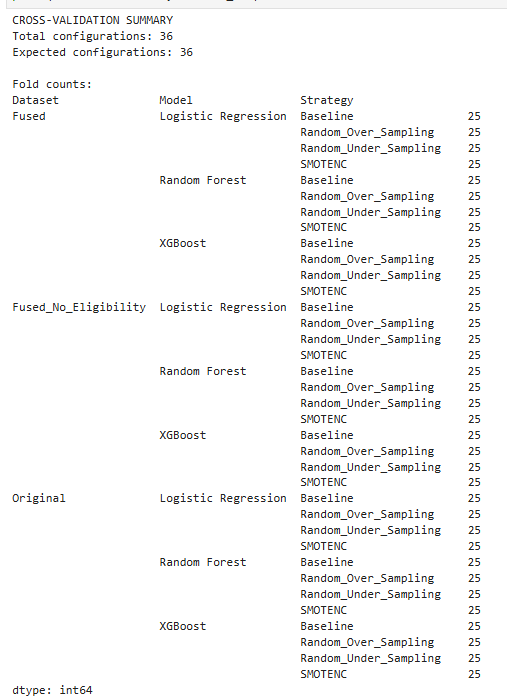 CROSS-VALIDATION SUMMARY
Total configurations: 36
Expected configurations: 36
Fold counts:
Dataset Model Strategy
Fused Logistic Regression Baseline 25
Random_Over_Sampling 25
Random_Under_Sampling 25
SMOTENC 25
Random Forest Baseline 25
Random_Over_Sampling 25
Random_Under_Sampling 25
SMOTENC 25
XGBoost Baseline 25
Random_Over_Sampling 25
Random_Under_Sampling 25
SMOTENC 25
Fused_No_Eligibility Logistic Regression Baseline 25
Random_Over_Sampling 25
Random_Under_Sampling 25
SMOTENC 25
Random Forest Baseline 25
Random_Over_Sampling 25
Random_Under_Sampling 25
SMOTENC 25
XGBoost Baseline 25
Random_Over_Sampling 25
Random_Under_Sampling 25
SMOTENC 25
Original Logistic Regression Baseline 25
Random_Over_Sampling 25
Random_Under_Sampling 25
SMOTENC 25
Random Forest Baseline 25
Random_Over_Sampling 25
Random_Under_Sampling 25
SMOTENC 25
XGBoost Baseline 25
Random_Over_Sampling 25
Random_Under_Sampling 25
SMOTENC 25
dtype: int64